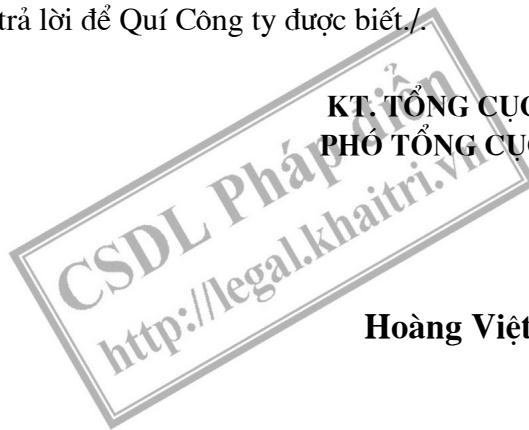 trả lời để Quí Công ty được biết./.
KT. TỔNG CỤC
PHÓ TỔNG CỤC
CSDL Pháp điển
http://legal.khaitri.vn
Hoàng Việt